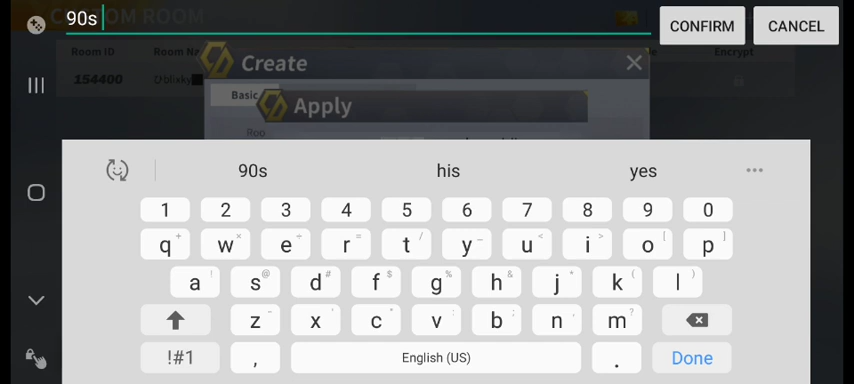 CUSTOM ROOM
90s
CONFIRM
CANCEL
Room ID
Encrypt
154400
Create
Basic
Apply
90s his yes
1 2 3 4 5 6 7 8 9 0
q + w × e ÷ r = t / y _ u < i > o [ p ]
a ! s @ d # f $ g % h & j * k ( l )
z - x ' c " v : b ; n , m ?
!#1 , English (US) . Done